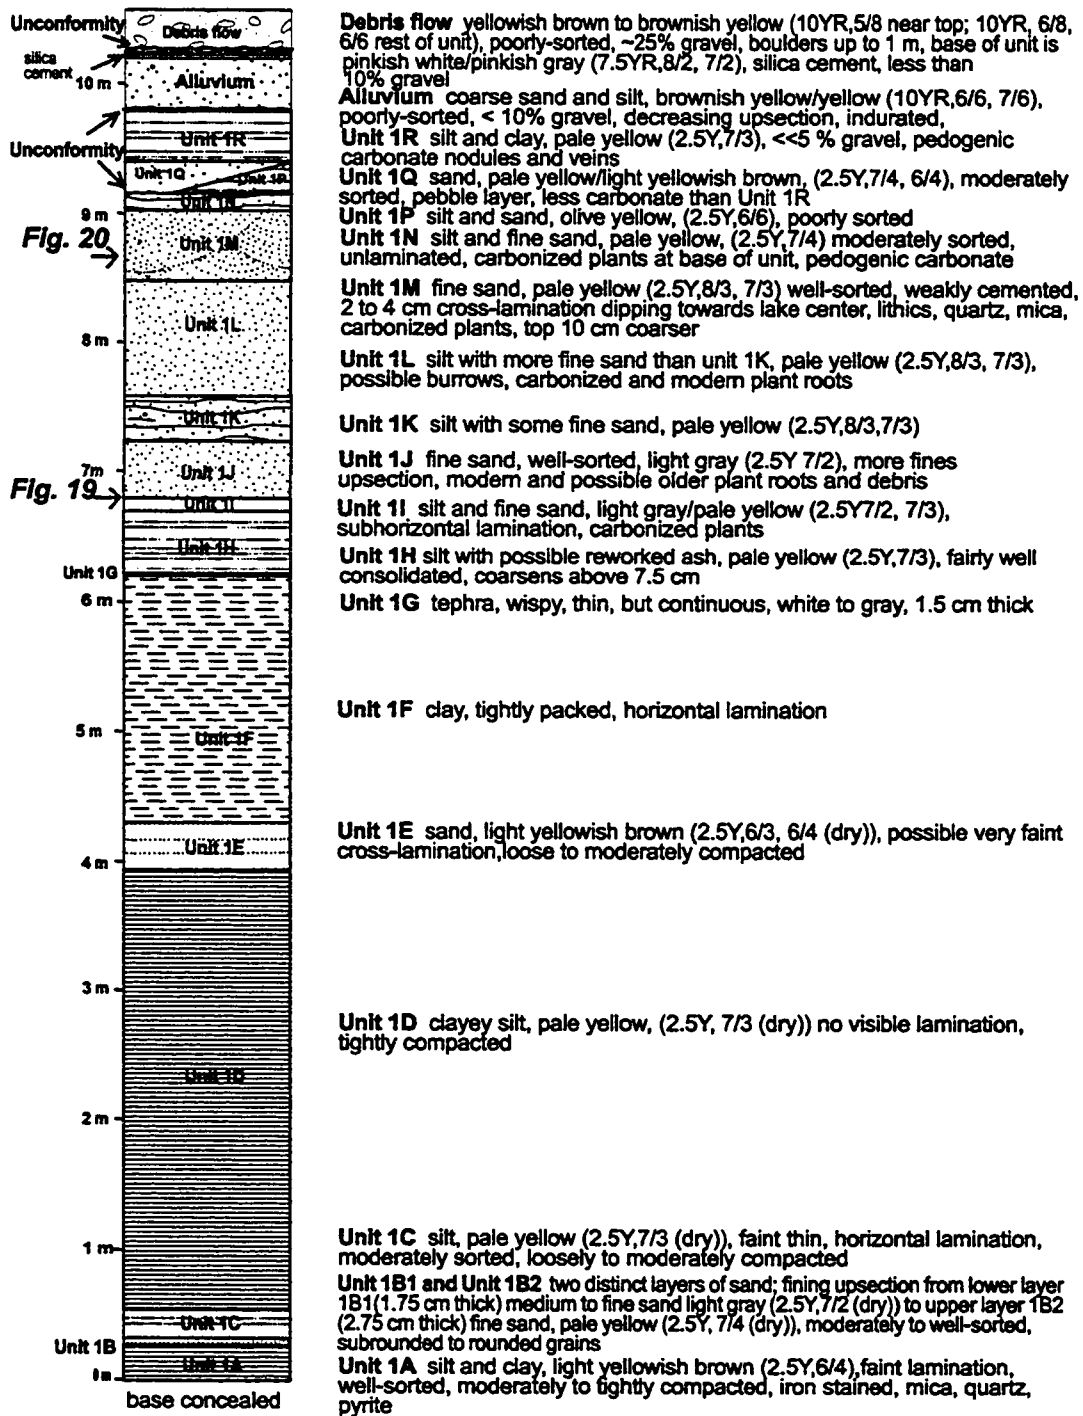 Unconformity
silica
cement
10 m
Unconformity
9 m
Fig. 20
8 m
7m
Fig. 19
Unit 1G
6 m
5 m
4 m
3 m
2 m
1 m
Unit 1B
Debris flow
Alluvium
Unit 1R
Unit 1Q
Unit 1P
Unit 1N
Unit 1M
Unit 1L
Unit 1K
Unit 1J
Unit 1I
Unit 1H
Unit 1F
Unit 1E
Unit 1D
Unit 1C
Unit 1A
base concealed
Debris flow yellowish brown to brownish yellow (10YR,5/8 near top; 10YR, 6/8,
6/6 rest of unit), poorly-sorted, ~25% gravel, boulders up to 1 m, base of unit is
pinkish white/pinkish gray (7.5YR,8/2, 7/2), silica cement, less than
10% gravel
Alluvium coarse sand and silt, brownish yellow/yellow (10YR,6/6, 7/6),
poorly-sorted, < 10% gravel, decreasing upsection, indurated,
Unit 1R silt and clay, pale yellow (2.5Y,7/3), <<5 % gravel, pedogenic
carbonate nodules and veins
Unit 1Q sand, pale yellow/light yellowish brown, (2.5Y,7/4, 6/4), moderately
sorted, pebble layer, less carbonate than Unit 1R
Unit 1P silt and sand, olive yellow, (2.5Y,6/6), poorly sorted
Unit 1N silt and fine sand, pale yellow, (2.5Y,7/4) moderately sorted,
unlaminated, carbonized plants at base of unit, pedogenic carbonate
Unit 1M fine sand, pale yellow (2.5Y,8/3, 7/3) well-sorted, weakly cemented,
2 to 4 cm cross-lamination dipping towards lake center, lithics, quartz, mica,
carbonized plants, top 10 cm coarser
Unit 1L silt with more fine sand than unit 1K, pale yellow (2.5Y,8/3, 7/3),
possible burrows, carbonized and modern plant roots
Unit 1K silt with some fine sand, pale yellow (2.5Y,8/3,7/3)
Unit 1J fine sand, well-sorted, light gray (2.5Y 7/2), more fines
upsection, modern and possible older plant roots and debris
Unit 1I silt and fine sand, light gray/pale yellow (2.5Y7/2, 7/3),
subhorizontal lamination, carbonized plants
Unit 1H silt with possible reworked ash, pale yellow (2.5Y,7/3), fairly well
consolidated, coarsens above 7.5 cm
Unit 1G tephra, wispy, thin, but continuous, white to gray, 1.5 cm thick
Unit 1F clay, tightly packed, horizontal lamination
Unit 1E sand, light yellowish brown (2.5Y,6/3, 6/4 (dry)), possible very faint
cross-lamination,loose to moderately compacted
Unit 1D clayey silt, pale yellow, (2.5Y, 7/3 (dry)) no visible lamination,
tightly compacted
Unit 1C silt, pale yellow (2.5Y,7/3 (dry)), faint thin, horizontal lamination,
moderately sorted, loosely to moderately compacted
Unit 1B1 and Unit 1B2 two distinct layers of sand; fining upsection from lower layer
1B1(1.75 cm thick) medium to fine sand light gray (2.5Y,7/2 (dry)) to upper layer 1B2
(2.75 cm thick) fine sand, pale yellow (2.5Y, 7/4 (dry)), moderately to well-sorted,
subrounded to rounded grains
Unit 1A silt and clay, light yellowish brown (2.5Y,6/4),faint lamination,
well-sorted, moderately to tightly compacted, iron stained, mica, quartz,
pyrite